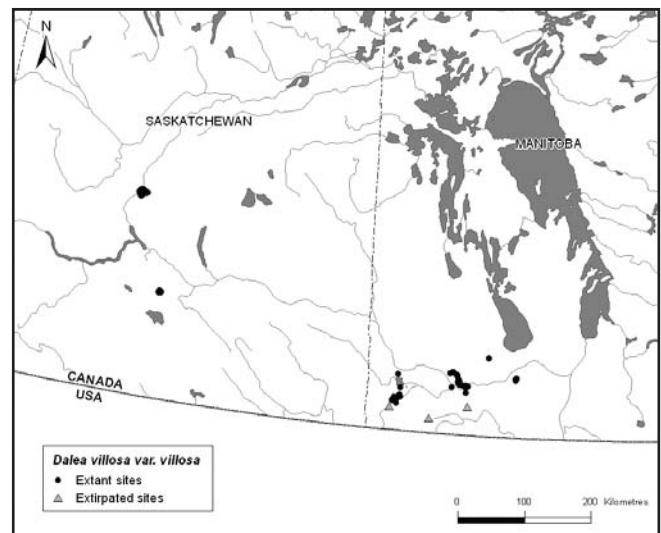 N
SASKATCHEWAN
MANITOBA
CANADA
USA
Dalea villosa var. villosa
Extant sites
Extirpated sites
0 100 200 Kilometres